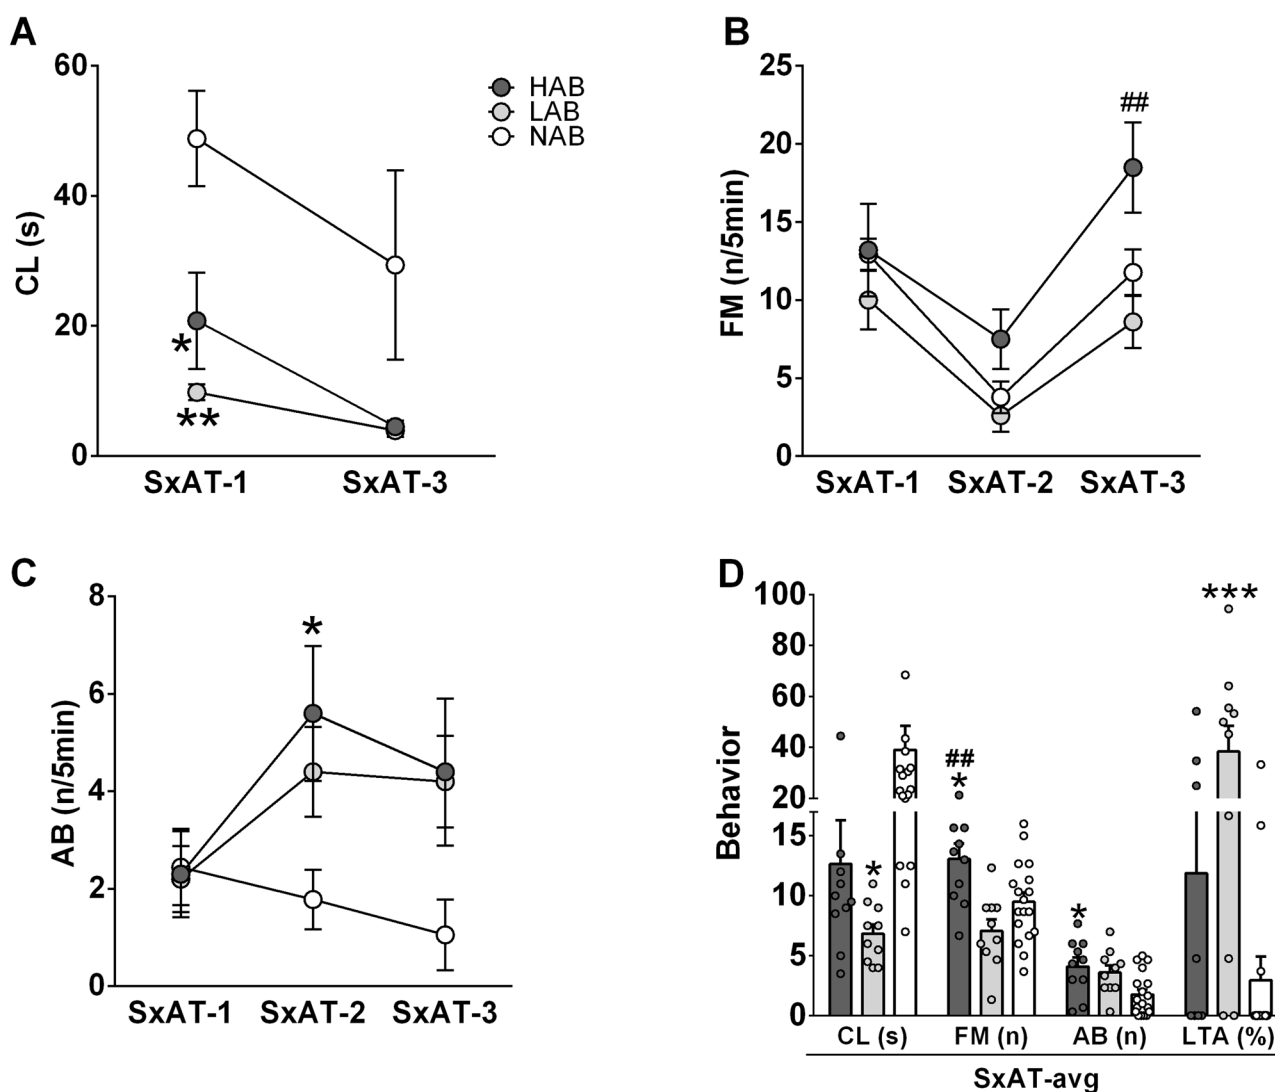 A
60
40
20
0
CL (s)
*
**
SxAT-1 SxAT-3
HAB
LAB
NAB
B
25
20
15
10
5
0
FM (n/5min)
##
SxAT-1 SxAT-2 SxAT-3
C
8
6
4
2
0
AB (n/5min)
*
SxAT-1 SxAT-2 SxAT-3
D
100
80
60
40
20
15
10
5
0
Behavior
*
##
*
*
***
CL (s) FM (n) AB (n) LTA (%)
SxAT-avg